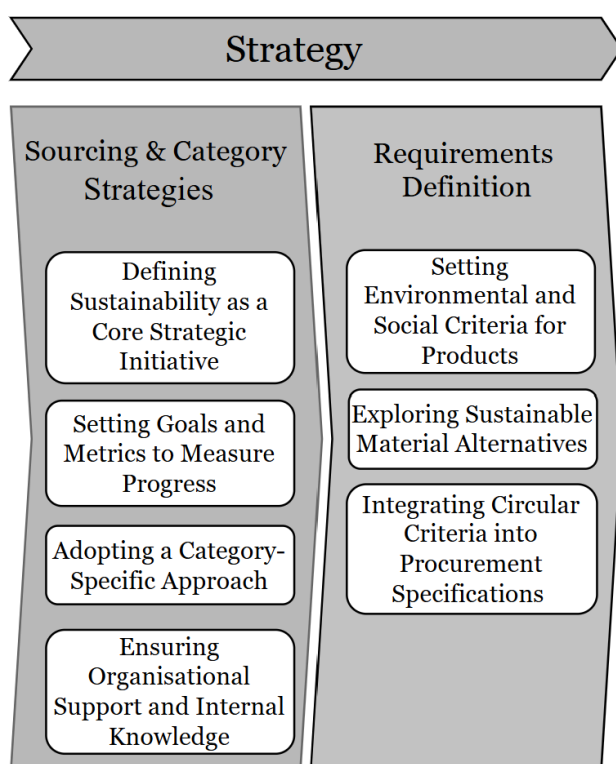 Strategy
Sourcing & Category
Strategies
Defining
Sustainability as a
Core Strategic
Initiative
Setting Goals and
Metrics to Measure
Progress
Adopting a Category-
Specific Approach
Ensuring
Organisational
Support and Internal
Knowledge
Requirements
Definition
Setting
Environmental and
Social Criteria for
Products
Exploring Sustainable
Material Alternatives
Integrating Circular
Criteria into
Procurement
Specifications